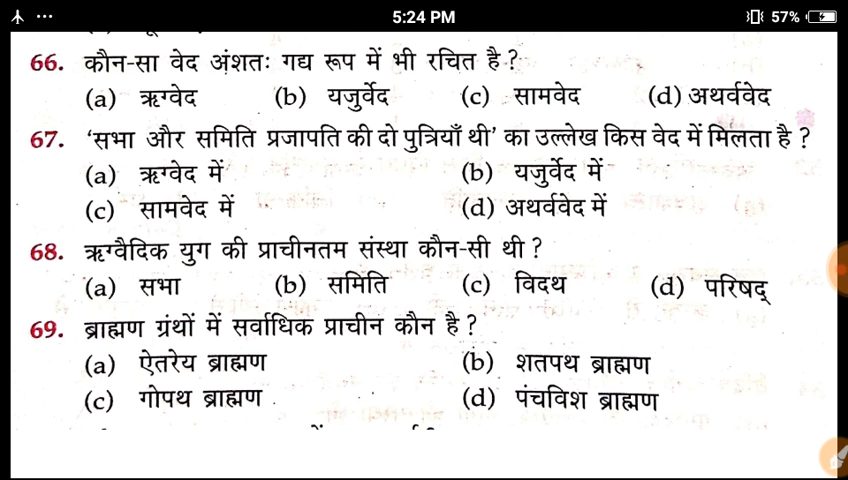 5:24 PM 57%
66. कौन-सा वेद अंशतः गद्य रूप में भी रचित है ?
(a) ऋग्वेद (b) यजुर्वेद (c) सामवेद (d) अथर्ववेद
67. ‘सभा और समिति प्रजापति की दो पुत्रियाँ थी’ का उल्लेख किस वेद में मिलता है ?
(a) ऋग्वेद में (b) यजुर्वेद में
(c) सामवेद में (d) अथर्ववेद में
68. ऋग्वैदिक युग की प्राचीनतम संस्था कौन-सी थी ?
(a) सभा (b) समिति (c) विदथ (d) परिषद्
69. ब्राह्मण ग्रंथों में सर्वाधिक प्राचीन कौन है ?
(a) ऐतरेय ब्राह्मण (b) शतपथ ब्राह्मण
(c) गोपथ ब्राह्मण (d) पंचविश ब्राह्मण